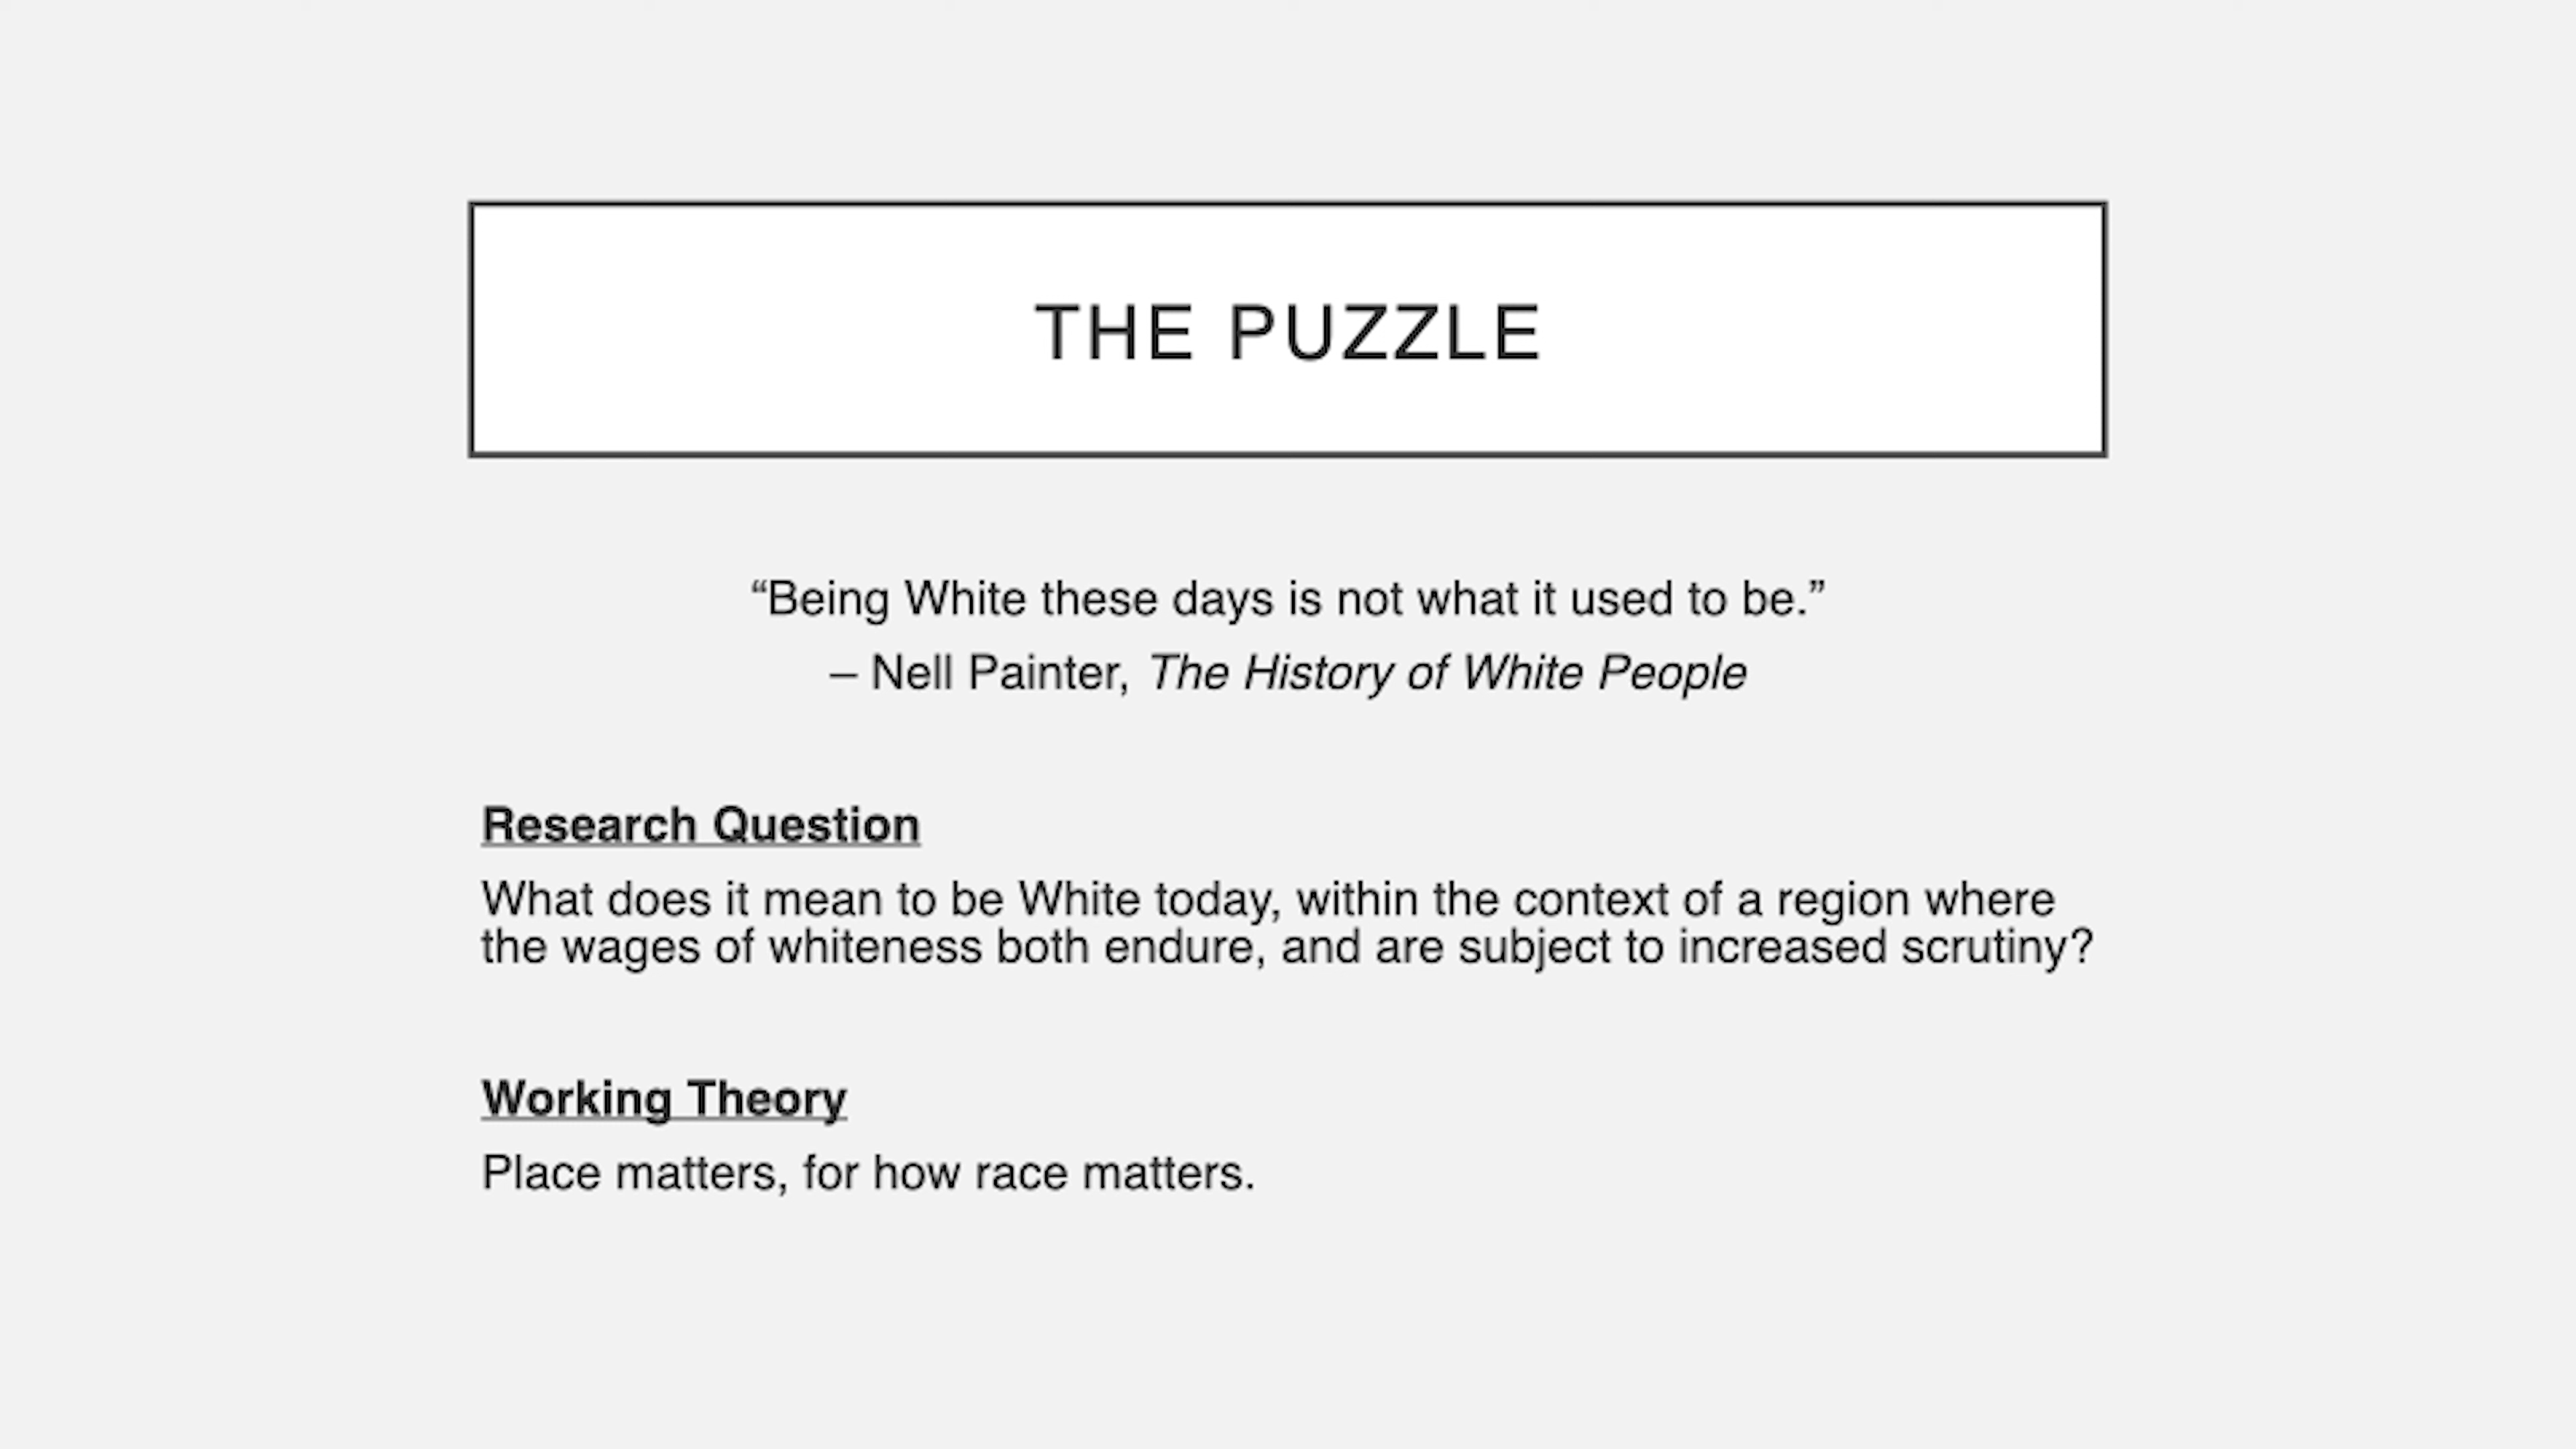 THE PUZZLE
“Being White these days is not what it used to be.”
– Nell Painter, The History of White People
Research Question
What does it mean to be White today, within the context of a region where
the wages of whiteness both endure, and are subject to increased scrutiny?
Working Theory
Place matters, for how race matters.